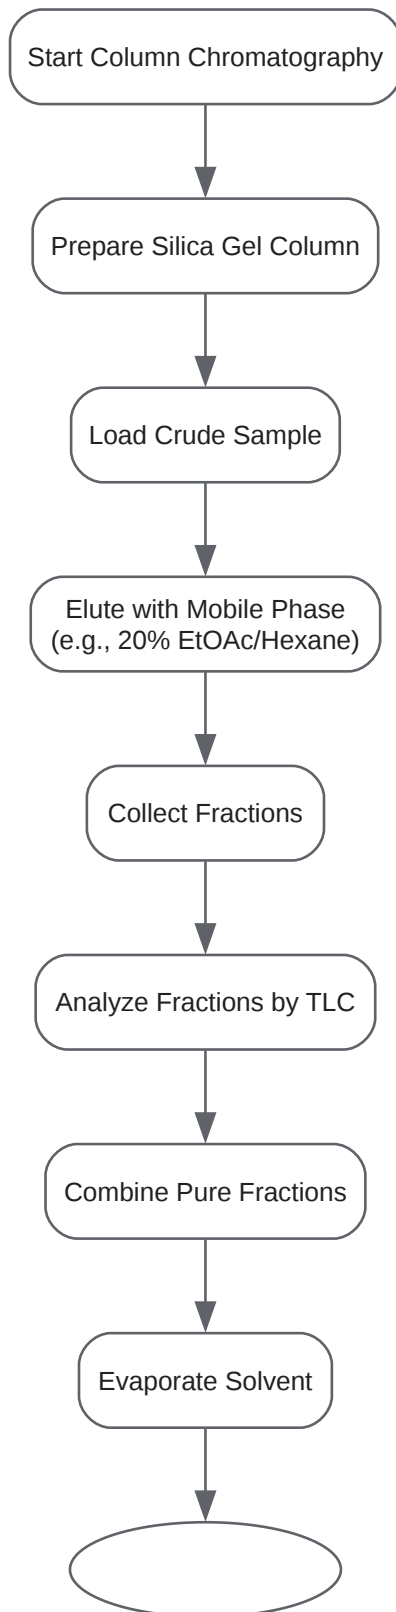 Start Column Chromatography
Prepare Silica Gel Column
Load Crude Sample
Elute with Mobile Phase
(e.g., 20% EtOAc/Hexane)
Collect Fractions
Analyze Fractions by TLC
Combine Pure Fractions
Evaporate Solvent